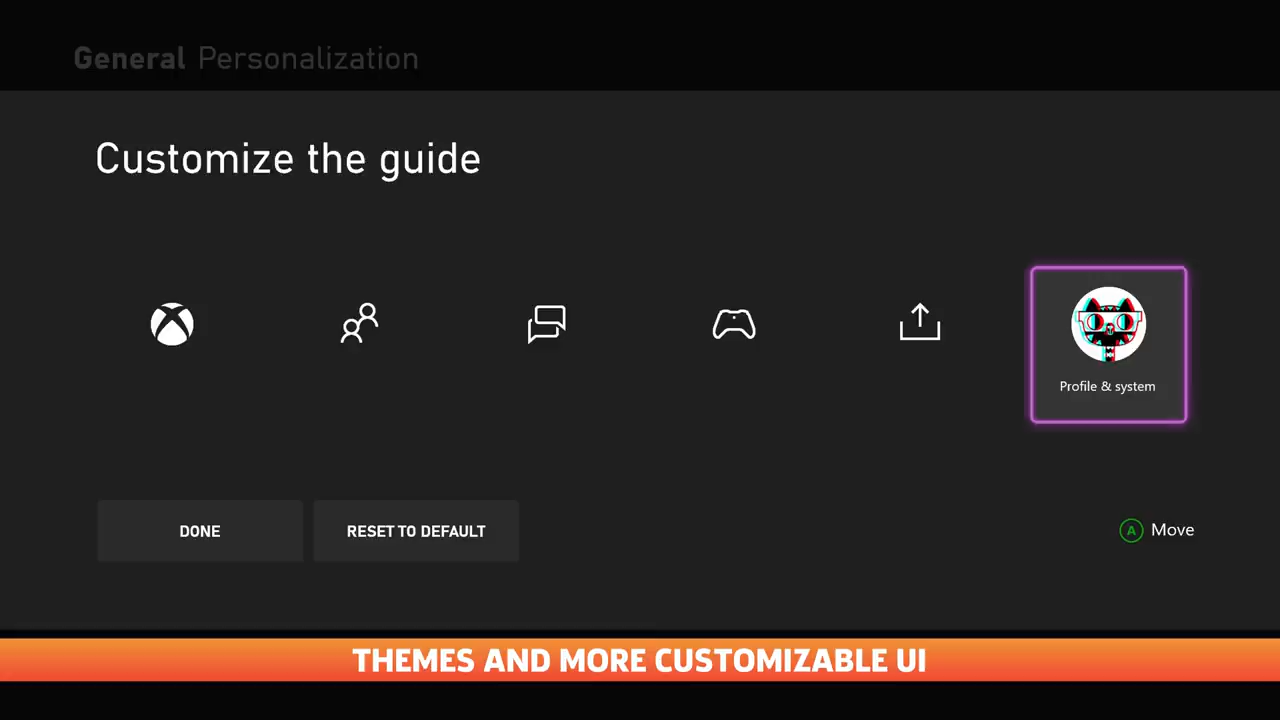 General Personalization
Customize the guide
Profile & system
DONE
RESET TO DEFAULT
A Move
THEMES AND MORE CUSTOMIZABLE UI